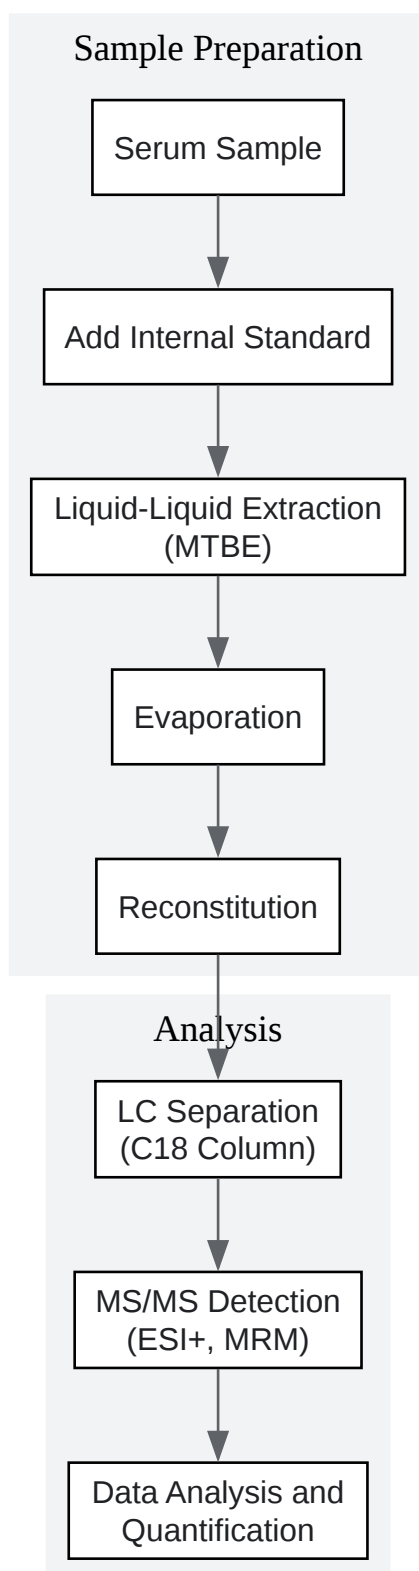 Sample Preparation
Serum Sample
Add Internal Standard
Liquid-Liquid Extraction
(MTBE)
Evaporation
Reconstitution
Analysis
LC Separation
(C18 Column)
MS/MS Detection
(ESI+, MRM)
Data Analysis and
Quantification